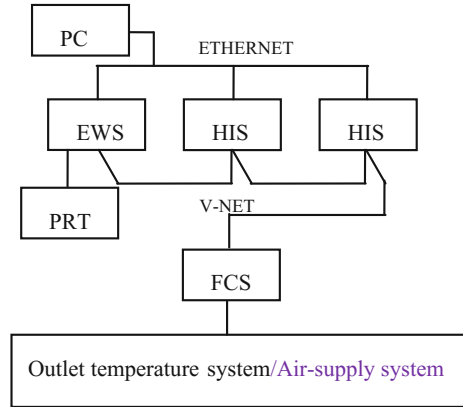 PC
ETHERNET
EWS
HIS
HIS
PRT
V-NET
FCS
Outlet temperature system/Air-supply system